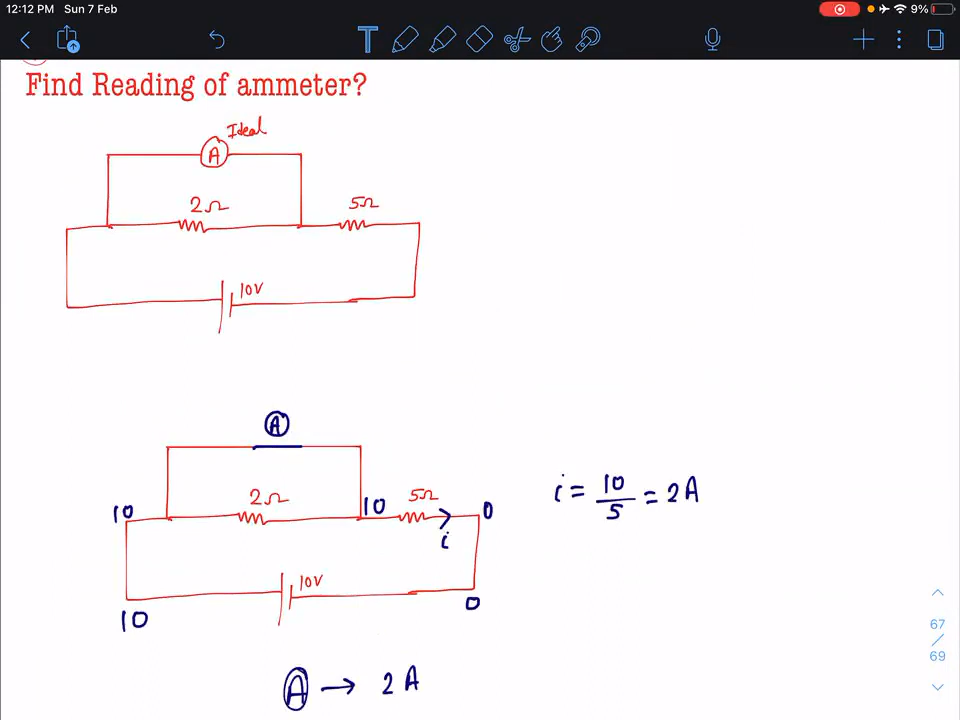 12:12 PM Sun 7 Feb
9%
T
Find Reading of ammeter?
Ideal
A
2Ω
5Ω
10V
A
2Ω
5Ω
10
10
0
i
10V
10
0
i = 10/5 = 2A
A → 2A
67
/
69